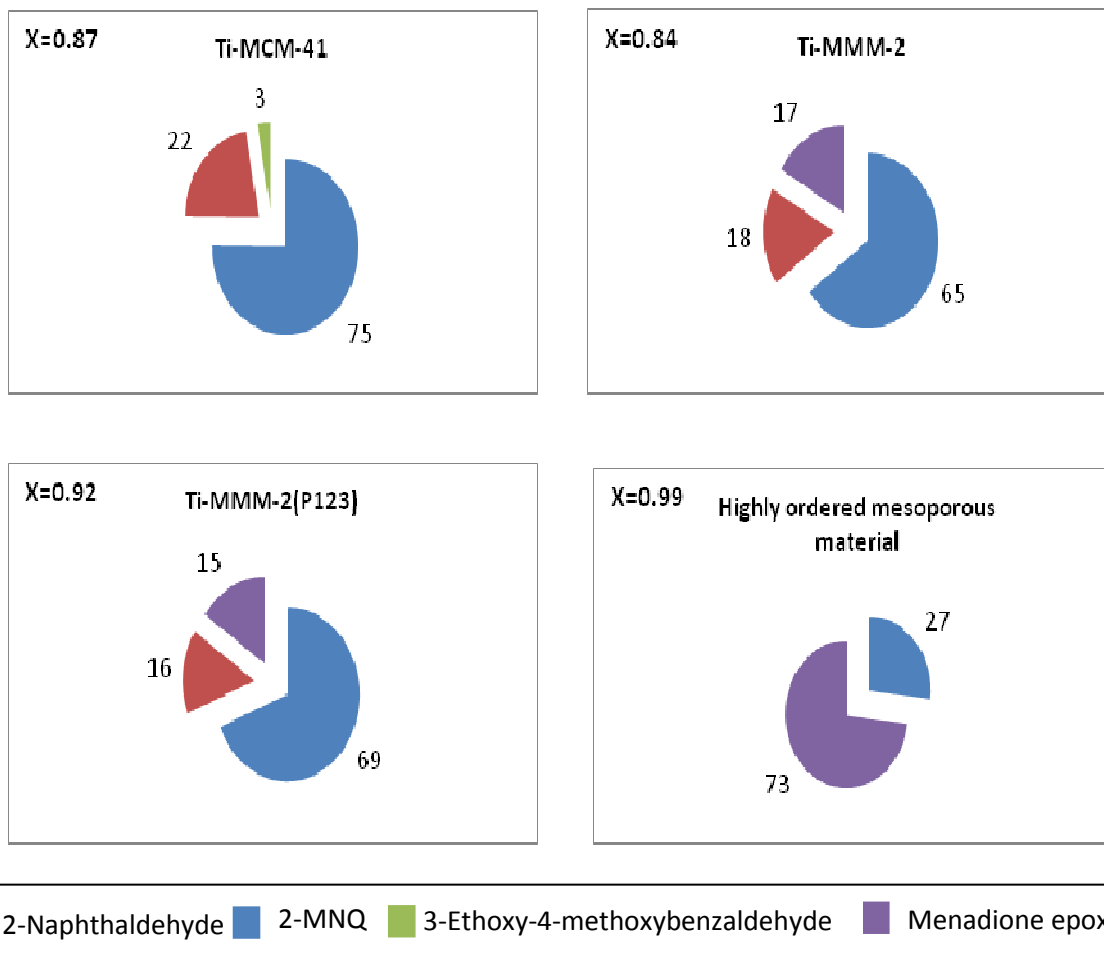 X=0.87
Ti-MCM-41
3
22
75
X=0.84
Ti-MMM-2
17
18
65
X=0.92
Ti-MMM-2(P123)
15
16
69
X=0.99
Highly ordered mesoporous
material
27
73
2-Naphthaldehyde 2-MNQ 3-Ethoxy-4-methoxybenzaldehyde Menadione epox